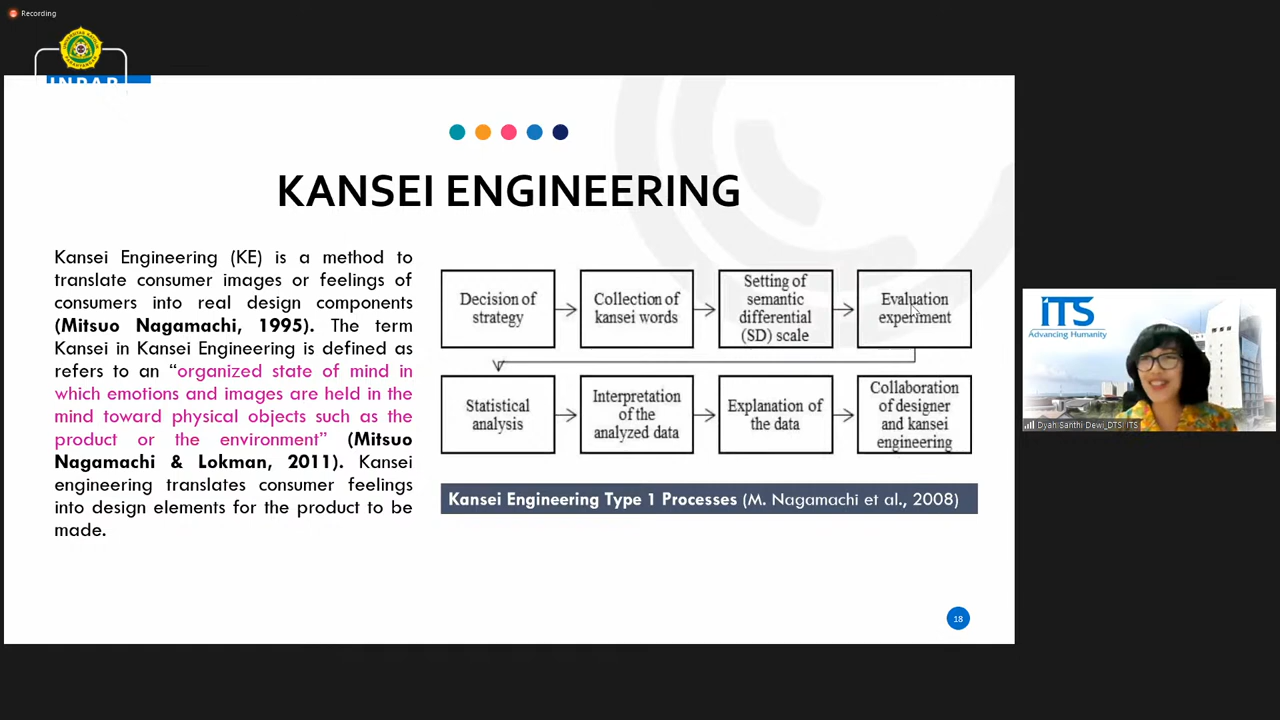 Recording
UNPAR
KANSEI ENGINEERING
Kansei Engineering (KE) is a method to
translate consumer images or feelings of
consumers into real design components
(Mitsuo Nagamachi, 1995). The term
Kansei in Kansei Engineering is defined as
refers to an “organized state of mind in
which emotions and images are held in the
mind toward physical objects such as the
product or the environment” (Mitsuo
Nagamachi & Lokman, 2011). Kansei
engineering translates consumer feelings
into design elements for the product to be
made.
Decision of
strategy
Collection of
kansei words
Setting of
semantic
differential
(SD) scale
Evaluation
experiment
Statistical
analysis
Interpretation
of the
analyzed data
Explanation of
the data
Collaboration
of designer
and kansei
engineering
Kansei Engineering Type 1 Processes (M. Nagamachi et al., 2008)
18
ITS
Advancing Humanity
Dyah Santhi Dewi_DTSI ITS